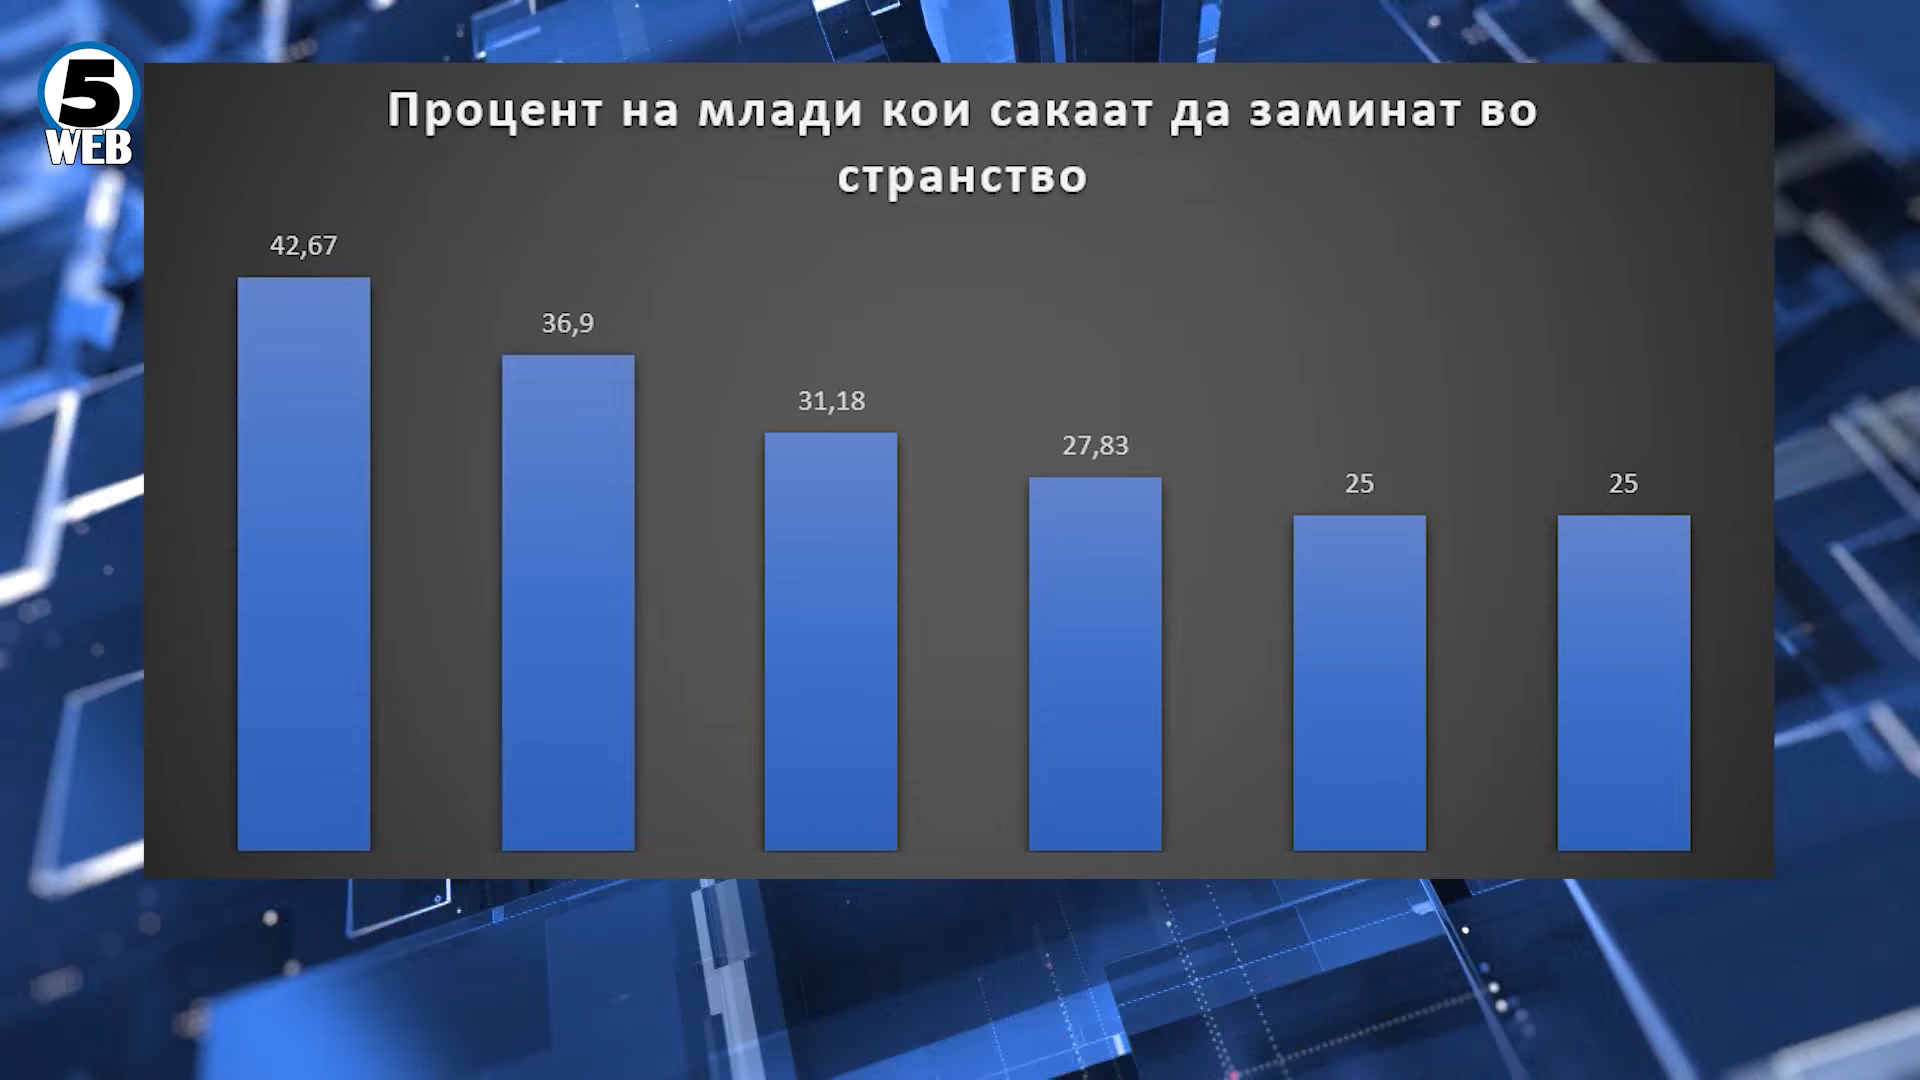 5
WEB
Процент на млади кои сакаат да заминат во
странство
42,67
36,9
31,18
27,83
25
25